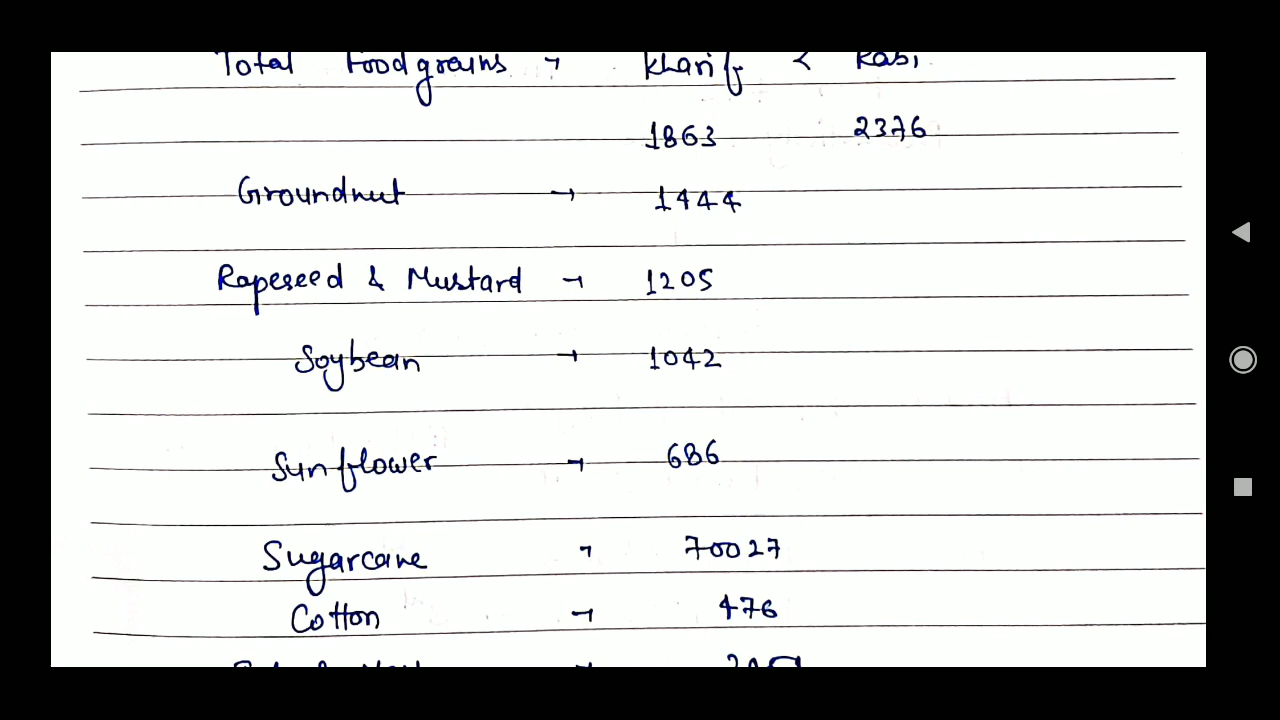 Total Foodgrains → Kharif < Rabi
1863 2376
Groundnut → 1444
Rapeseed & Mustard → 1205
Soybean → 1042
Sunflower → 686
Sugarcane → 70027
Cotton → 476